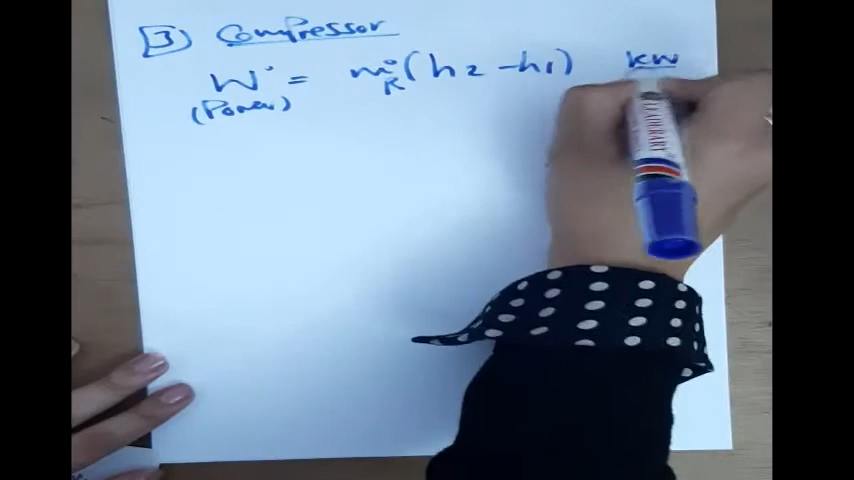 3 Compressor
W° = m°R (h2 - h1) kw
(Power)